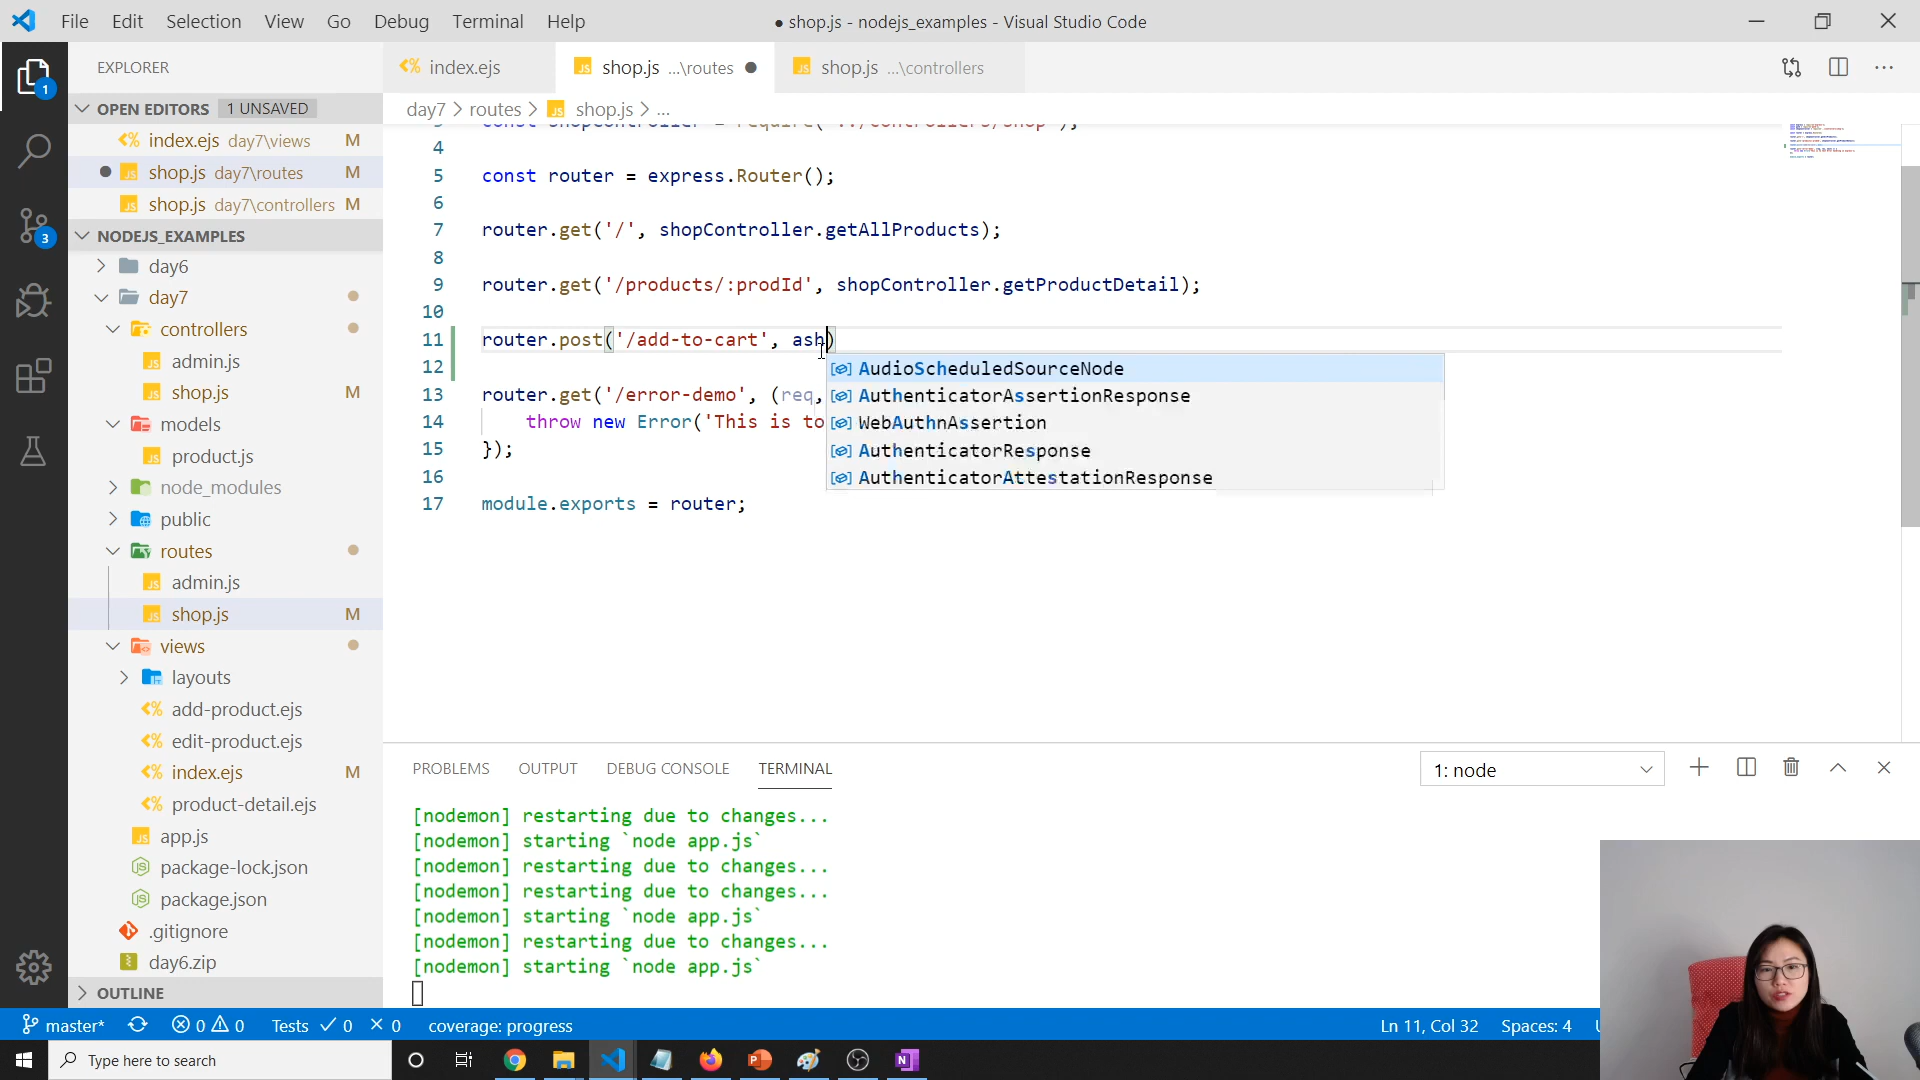 File Edit Selection View Go Debug Terminal Help
● shop.js - nodejs_examples - Visual Studio Code
EXPLORER
index.ejs
shop.js ...\routes
shop.js ...\controllers
OPEN EDITORS 1 UNSAVED
day7 > routes > shop.js > ...
index.ejs day7\views M
shop.js day7\routes M
shop.js day7\controllers M
NODEJS_EXAMPLES
day6
day7
controllers
admin.js
shop.js M
models
product.js
node_modules
public
routes
admin.js
shop.js M
views
layouts
add-product.ejs
edit-product.ejs
index.ejs M
product-detail.ejs
app.js
package-lock.json
package.json
.gitignore
day6.zip
OUTLINE
3 const shopController = require('../controllers/shop');
4
5 const router = express.Router();
6
7 router.get('/', shopController.getAllProducts);
8
9 router.get('/products/:prodId', shopController.getProductDetail);
10
11 router.post('/add-to-cart', ash)
12
13 router.get('/error-demo', (req,
14 throw new Error('This is to
15 });
16
17 module.exports = router;
AudioScheduledSourceNode
AuthenticatorAssertionResponse
WebAuthnAssertion
AuthenticatorResponse
AuthenticatorAttestationResponse
PROBLEMS OUTPUT DEBUG CONSOLE TERMINAL
1: node
[nodemon] restarting due to changes...
[nodemon] starting `node app.js`
[nodemon] restarting due to changes...
[nodemon] restarting due to changes...
[nodemon] starting `node app.js`
[nodemon] restarting due to changes...
[nodemon] starting `node app.js`
1
3
master* 0 0 Tests ✓ 0 × 0 coverage: progress
Ln 11, Col 32 Spaces: 4
Type here to search